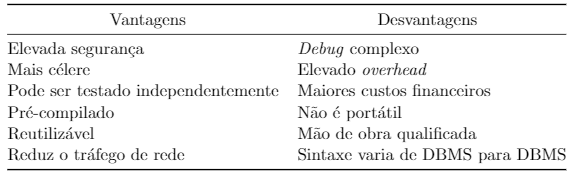 Vantagens Desvantagens
Elevada segurança Debug complexo
Mais célere Elevado overhead
Pode ser testado independentemente Maiores custos financeiros
Pré-compilado Não é portátil
Reutilizável Mão de obra qualificada
Reduz o tráfego de rede Sintaxe varia de DBMS para DBMS